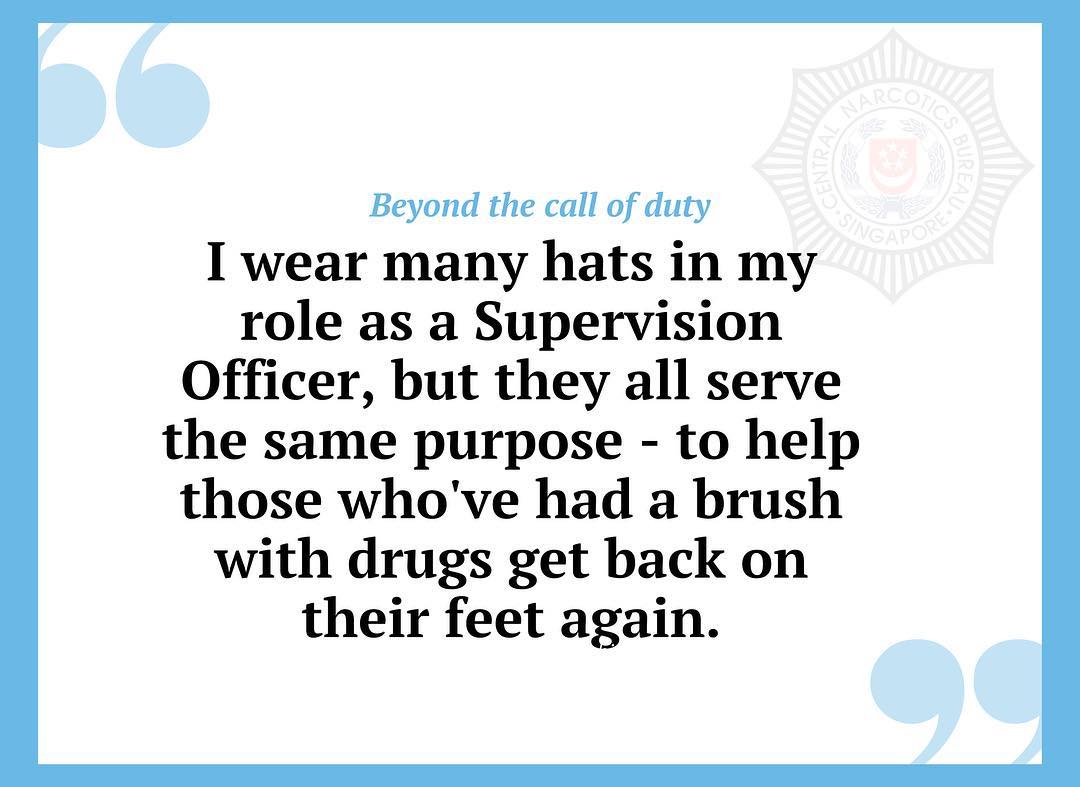 CENTRAL NARCOTICS BUREAU
SINGAPORE
Beyond the call of duty
I wear many hats in my
role as a Supervision
Officer, but they all serve
the same purpose - to help
those who've had a brush
with drugs get back on
their feet again.